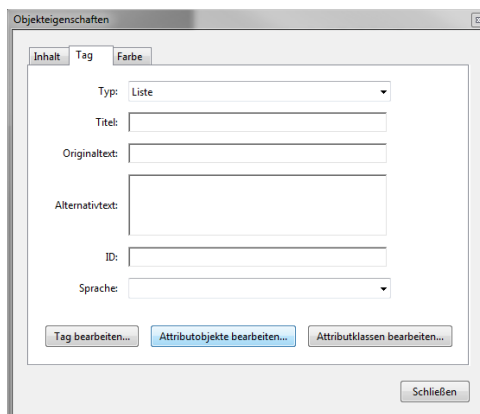 Objekteigenschaften
Inhalt Tag Farbe
Typ: Liste
Titel:
Originaltext:
Alternativtext:
ID:
Sprache:
Tag bearbeiten... Attributobjekte bearbeiten... Attributklassen bearbeiten...
Schließen